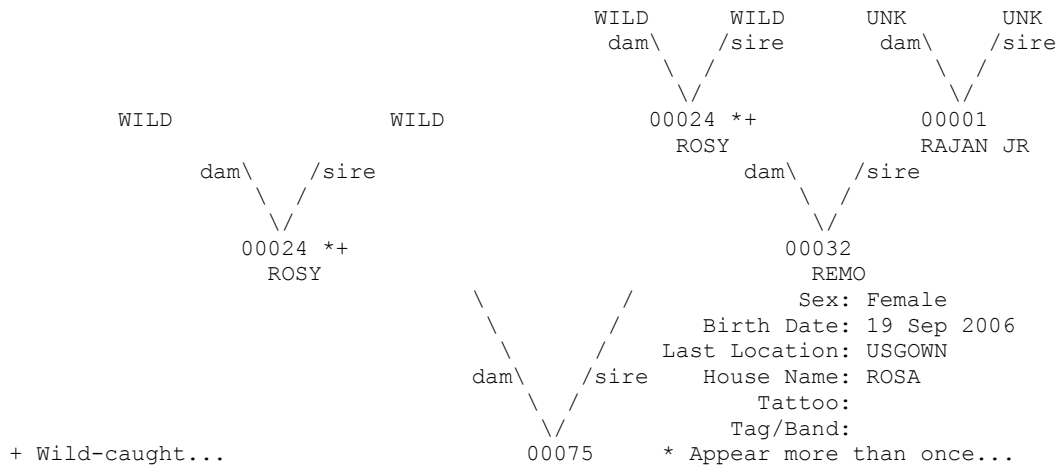 WILD WILD UNK UNK
dam\ /sire dam\ /sire
\ / \ /
\/ \/
WILD WILD 00024 *+ 00001
ROSY RAJAN JR
dam\ /sire dam\ /sire
\ / \ /
\/ \/
00024 *+ 00032
ROSY REMO
\ / Sex: Female
\ / Birth Date: 19 Sep 2006
\ / Last Location: USGOWN
dam\ /sire House Name: ROSA
\ / Tattoo:
\/ Tag/Band:
+ Wild-caught... 00075 * Appear more than once...